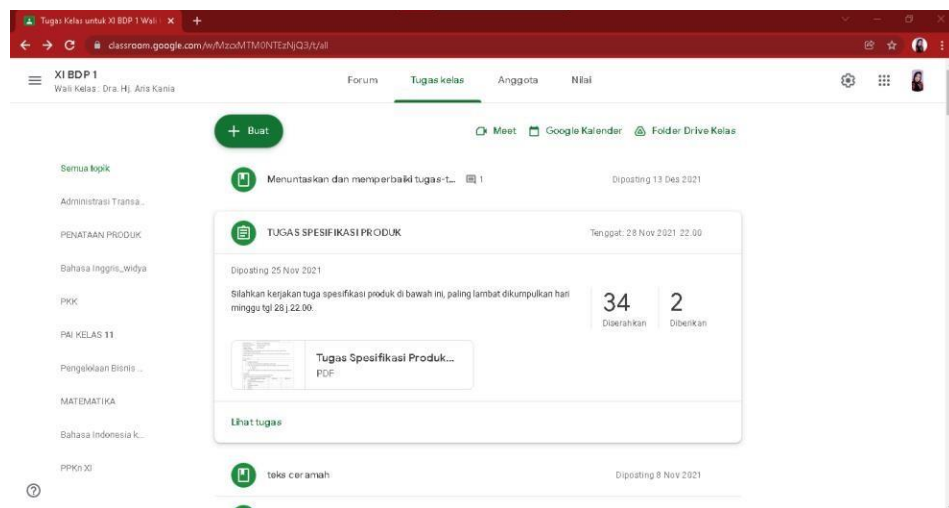 Tugas Kelas untuk XI BDP 1 Wali
classroom.google.com/w/MzcxMTM0NTEzNjQ3/t/all
XI BDP 1
Wali Kelas : Dra. Hj. Aris Kania
Forum Tugas kelas Anggota Nilai
+ Buat
Meet Google Kalender Folder Drive Kelas
Semua topik
Administrasi Transa...
PENATAAN PRODUK
Bahasa Inggris_widya
PKK
PAI KELAS 11
Pengelolaan Bisnis ...
MATEMATIKA
Bahasa Indonesia k...
PPKn XI
Menuntaskan dan memperbaiki tugas-t... 1 Diposting 13 Des 2021
TUGAS SPESIFIKASI PRODUK Tenggat: 28 Nov 2021 22.00
Diposting 25 Nov 2021
Silahkan kerjakan tuga spesifikasi produk di bawah ini, paling lambat dikumpulkan hari
minggu tgl 28 j.22.00.
34 2
Diserahkan Diberikan
Tugas Spesifikasi Produk...
PDF
Lihat tugas
teks ceramah Diposting 8 Nov 2021